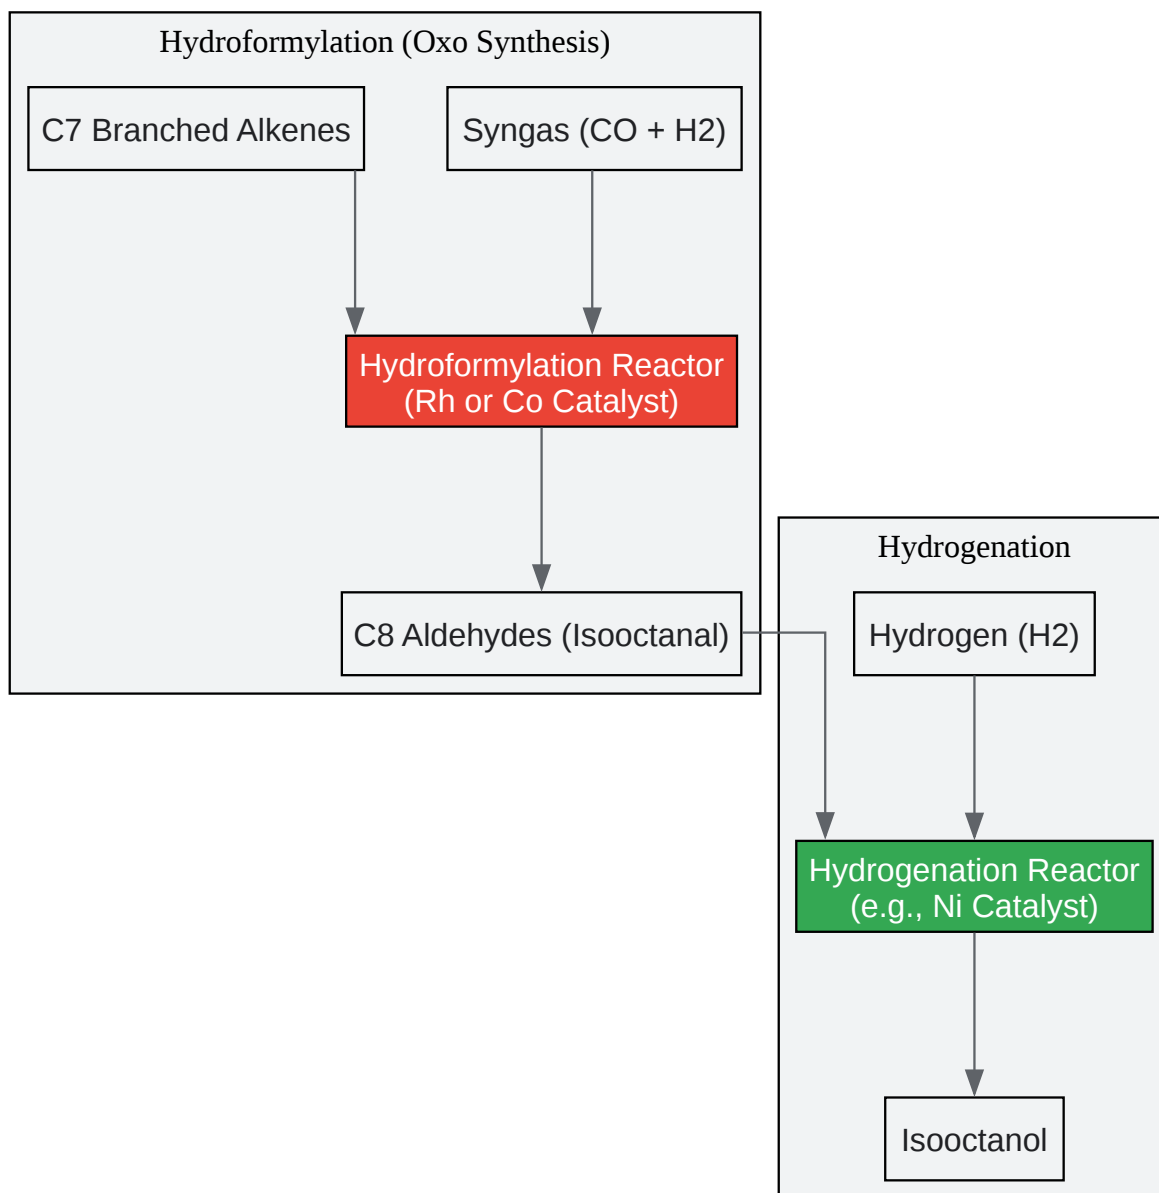 Hydroformylation (Oxo Synthesis)
C7 Branched Alkenes
Syngas (CO + H2)
Hydroformylation Reactor
(Rh or Co Catalyst)
C8 Aldehydes (Isooctanal)
Hydrogenation
Hydrogen (H2)
Hydrogenation Reactor
(e.g., Ni Catalyst)
Isooctanol